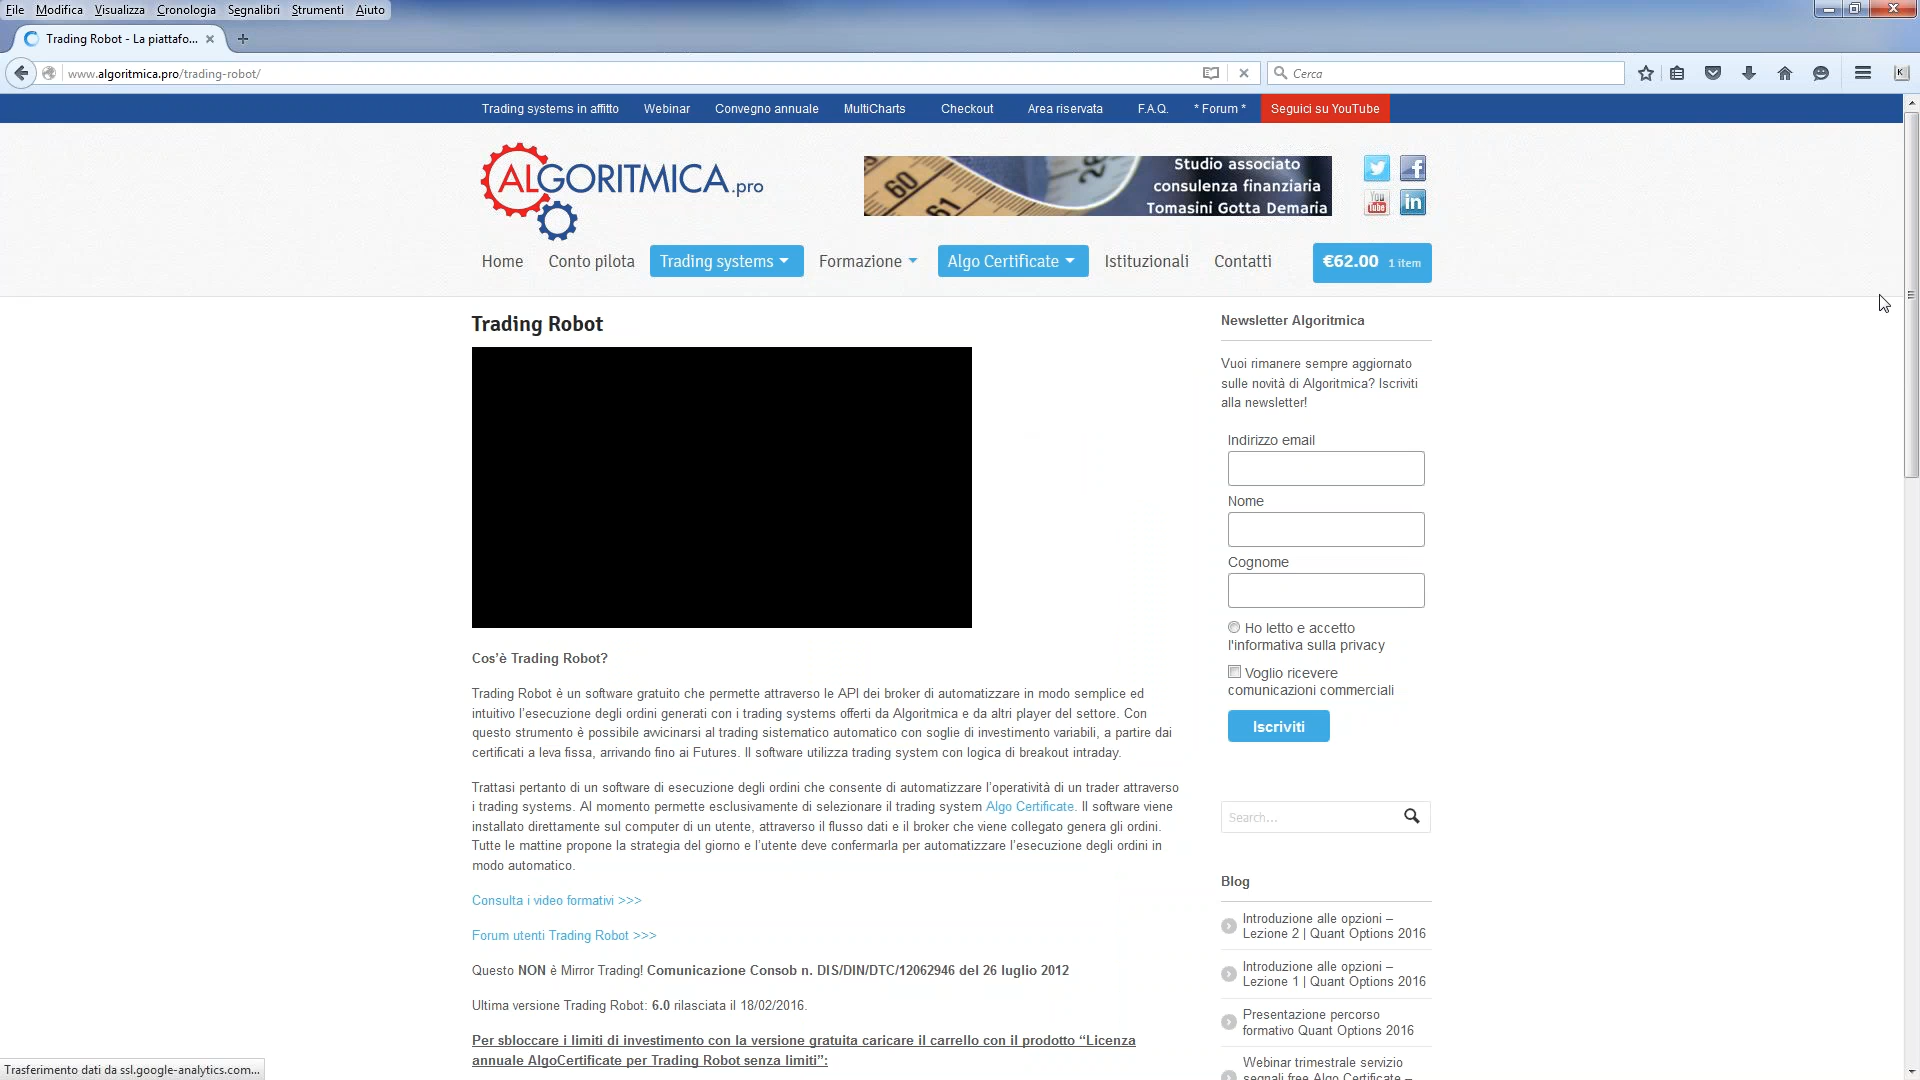 File Modifica Visualizza Cronologia Segnalibri Strumenti Aiuto
Trading Robot - La piattafo...
www.algoritmica.pro/trading-robot/
Cerca
Trading systems in affitto Webinar Convegno annuale MultiCharts Checkout Area riservata F.A.Q. * Forum * Seguici su YouTube
ALGORITMICA.pro
60
61
28
Studio associato
consulenza finanziaria
Tomasini Gotta Demaria
You Tube
in
Home Conto pilota Trading systems Formazione Algo Certificate Istituzionali Contatti €62.00 1 item
Trading Robot
Cos'è Trading Robot?
Trading Robot è un software gratuito che permette attraverso le API dei broker di automatizzare in modo semplice ed
intuitivo l'esecuzione degli ordini generati con i trading systems offerti da Algoritmica e da altri player del settore. Con
questo strumento è possibile avvicinarsi al trading sistematico automatico con soglie di investimento variabili, a partire dai
certificati a leva fissa, arrivando fino ai Futures. Il software utilizza trading system con logica di breakout intraday.
Trattasi pertanto di un software di esecuzione degli ordini che consente di automatizzare l'operatività di un trader attraverso
i trading systems. Al momento permette esclusivamente di selezionare il trading system Algo Certificate. Il software viene
installato direttamente sul computer di un utente, attraverso il flusso dati e il broker che viene collegato genera gli ordini.
Tutte le mattine propone la strategia del giorno e l'utente deve confermarla per automatizzare l'esecuzione degli ordini in
modo automatico.
Consulta i video formativi >>>
Forum utenti Trading Robot >>>
Questo NON è Mirror Trading! Comunicazione Consob n. DIS/DIN/DTC/12062946 del 26 luglio 2012
Ultima versione Trading Robot: 6.0 rilasciata il 18/02/2016.
Per sbloccare i limiti di investimento con la versione gratuita caricare il carrello con il prodotto “Licenza
annuale AlgoCertificate per Trading Robot senza limiti”:
Newsletter Algoritmica
Vuoi rimanere sempre aggiornato
sulle novità di Algoritmica? Iscriviti
alla newsletter!
Indirizzo email
Nome
Cognome
Ho letto e accetto
l'informativa sulla privacy
Voglio ricevere
comunicazioni commerciali
Iscriviti
Search...
Blog
Introduzione alle opzioni –
Lezione 2 | Quant Options 2016
Introduzione alle opzioni –
Lezione 1 | Quant Options 2016
Presentazione percorso
formativo Quant Options 2016
Webinar trimestrale servizio
segnali free Algo Certificate –
Trasferimento dati da ssl.google-analytics.com...